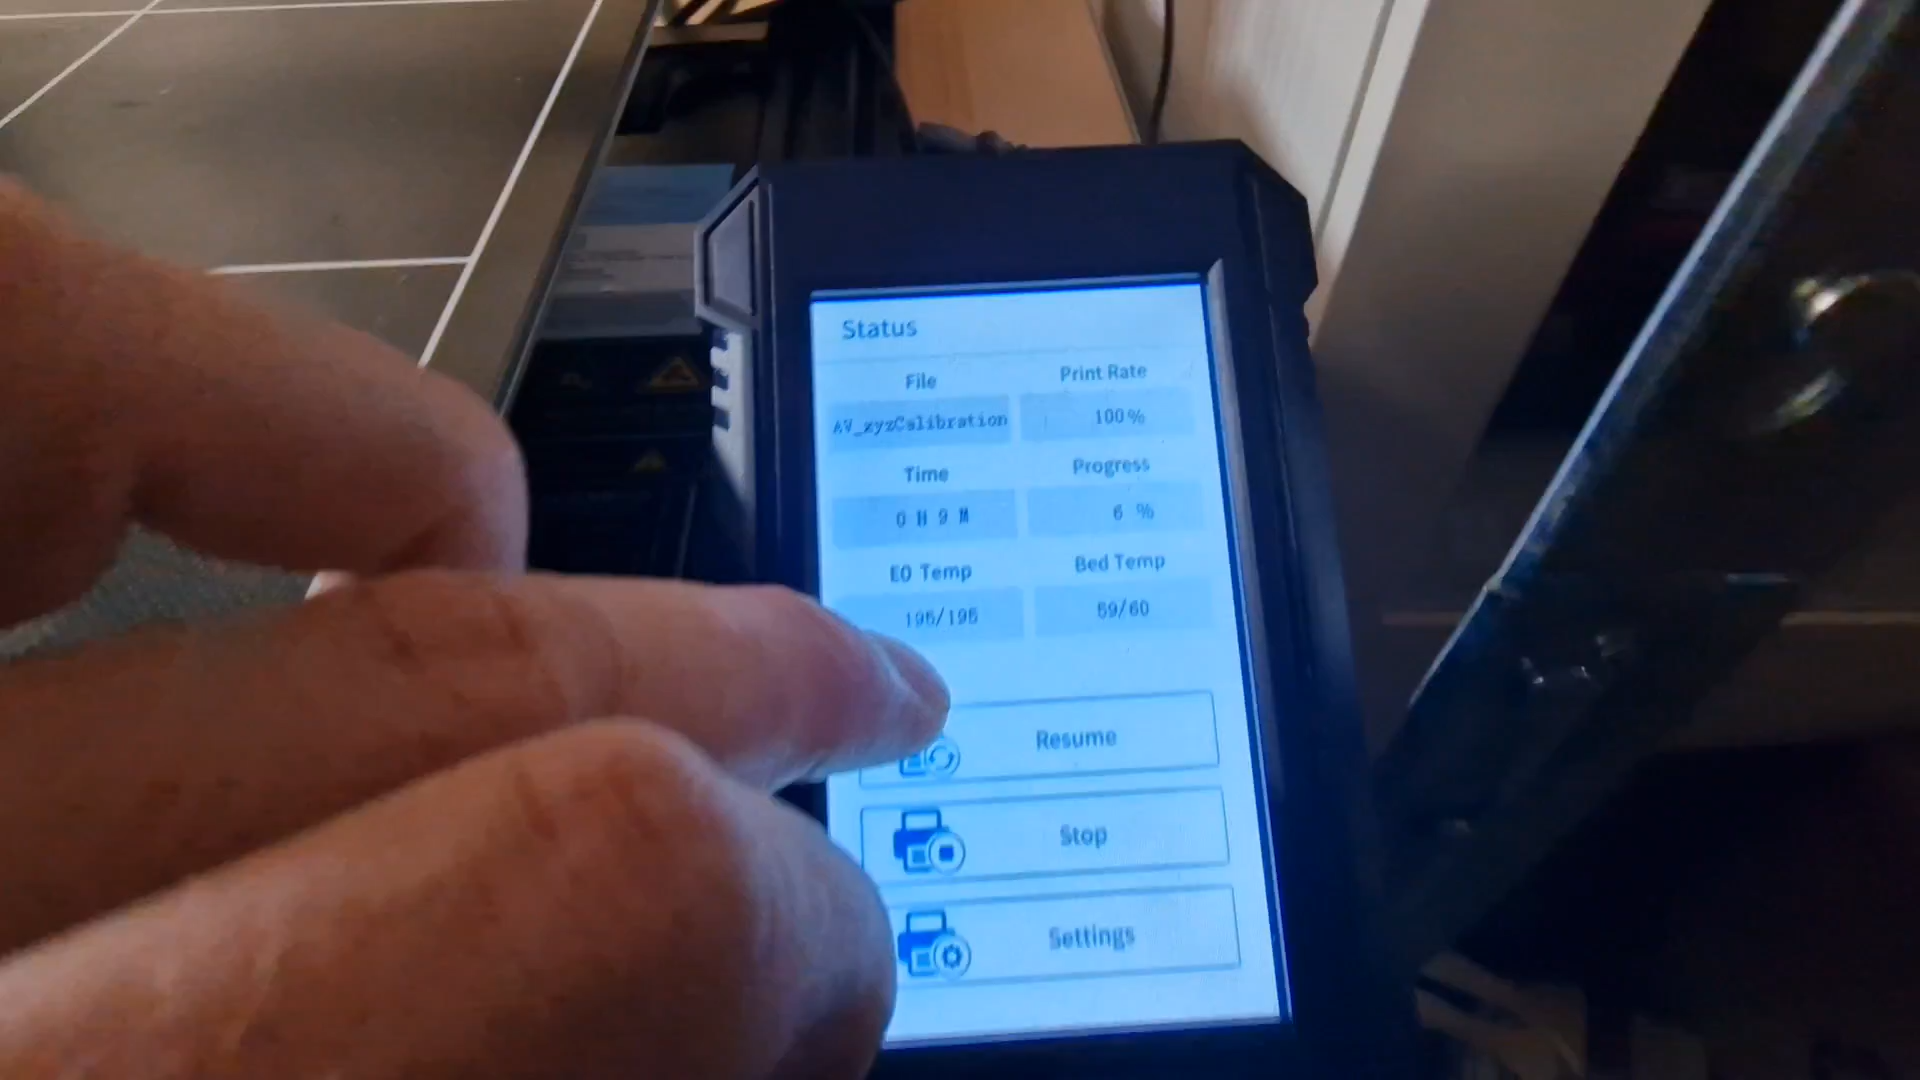 Status
File
Print Rate
AV_xyzCalibration
100%
Time
Progress
0 H 9 M
6 %
E0 Temp
Bed Temp
195/195
59/60
Resume
Stop
Settings